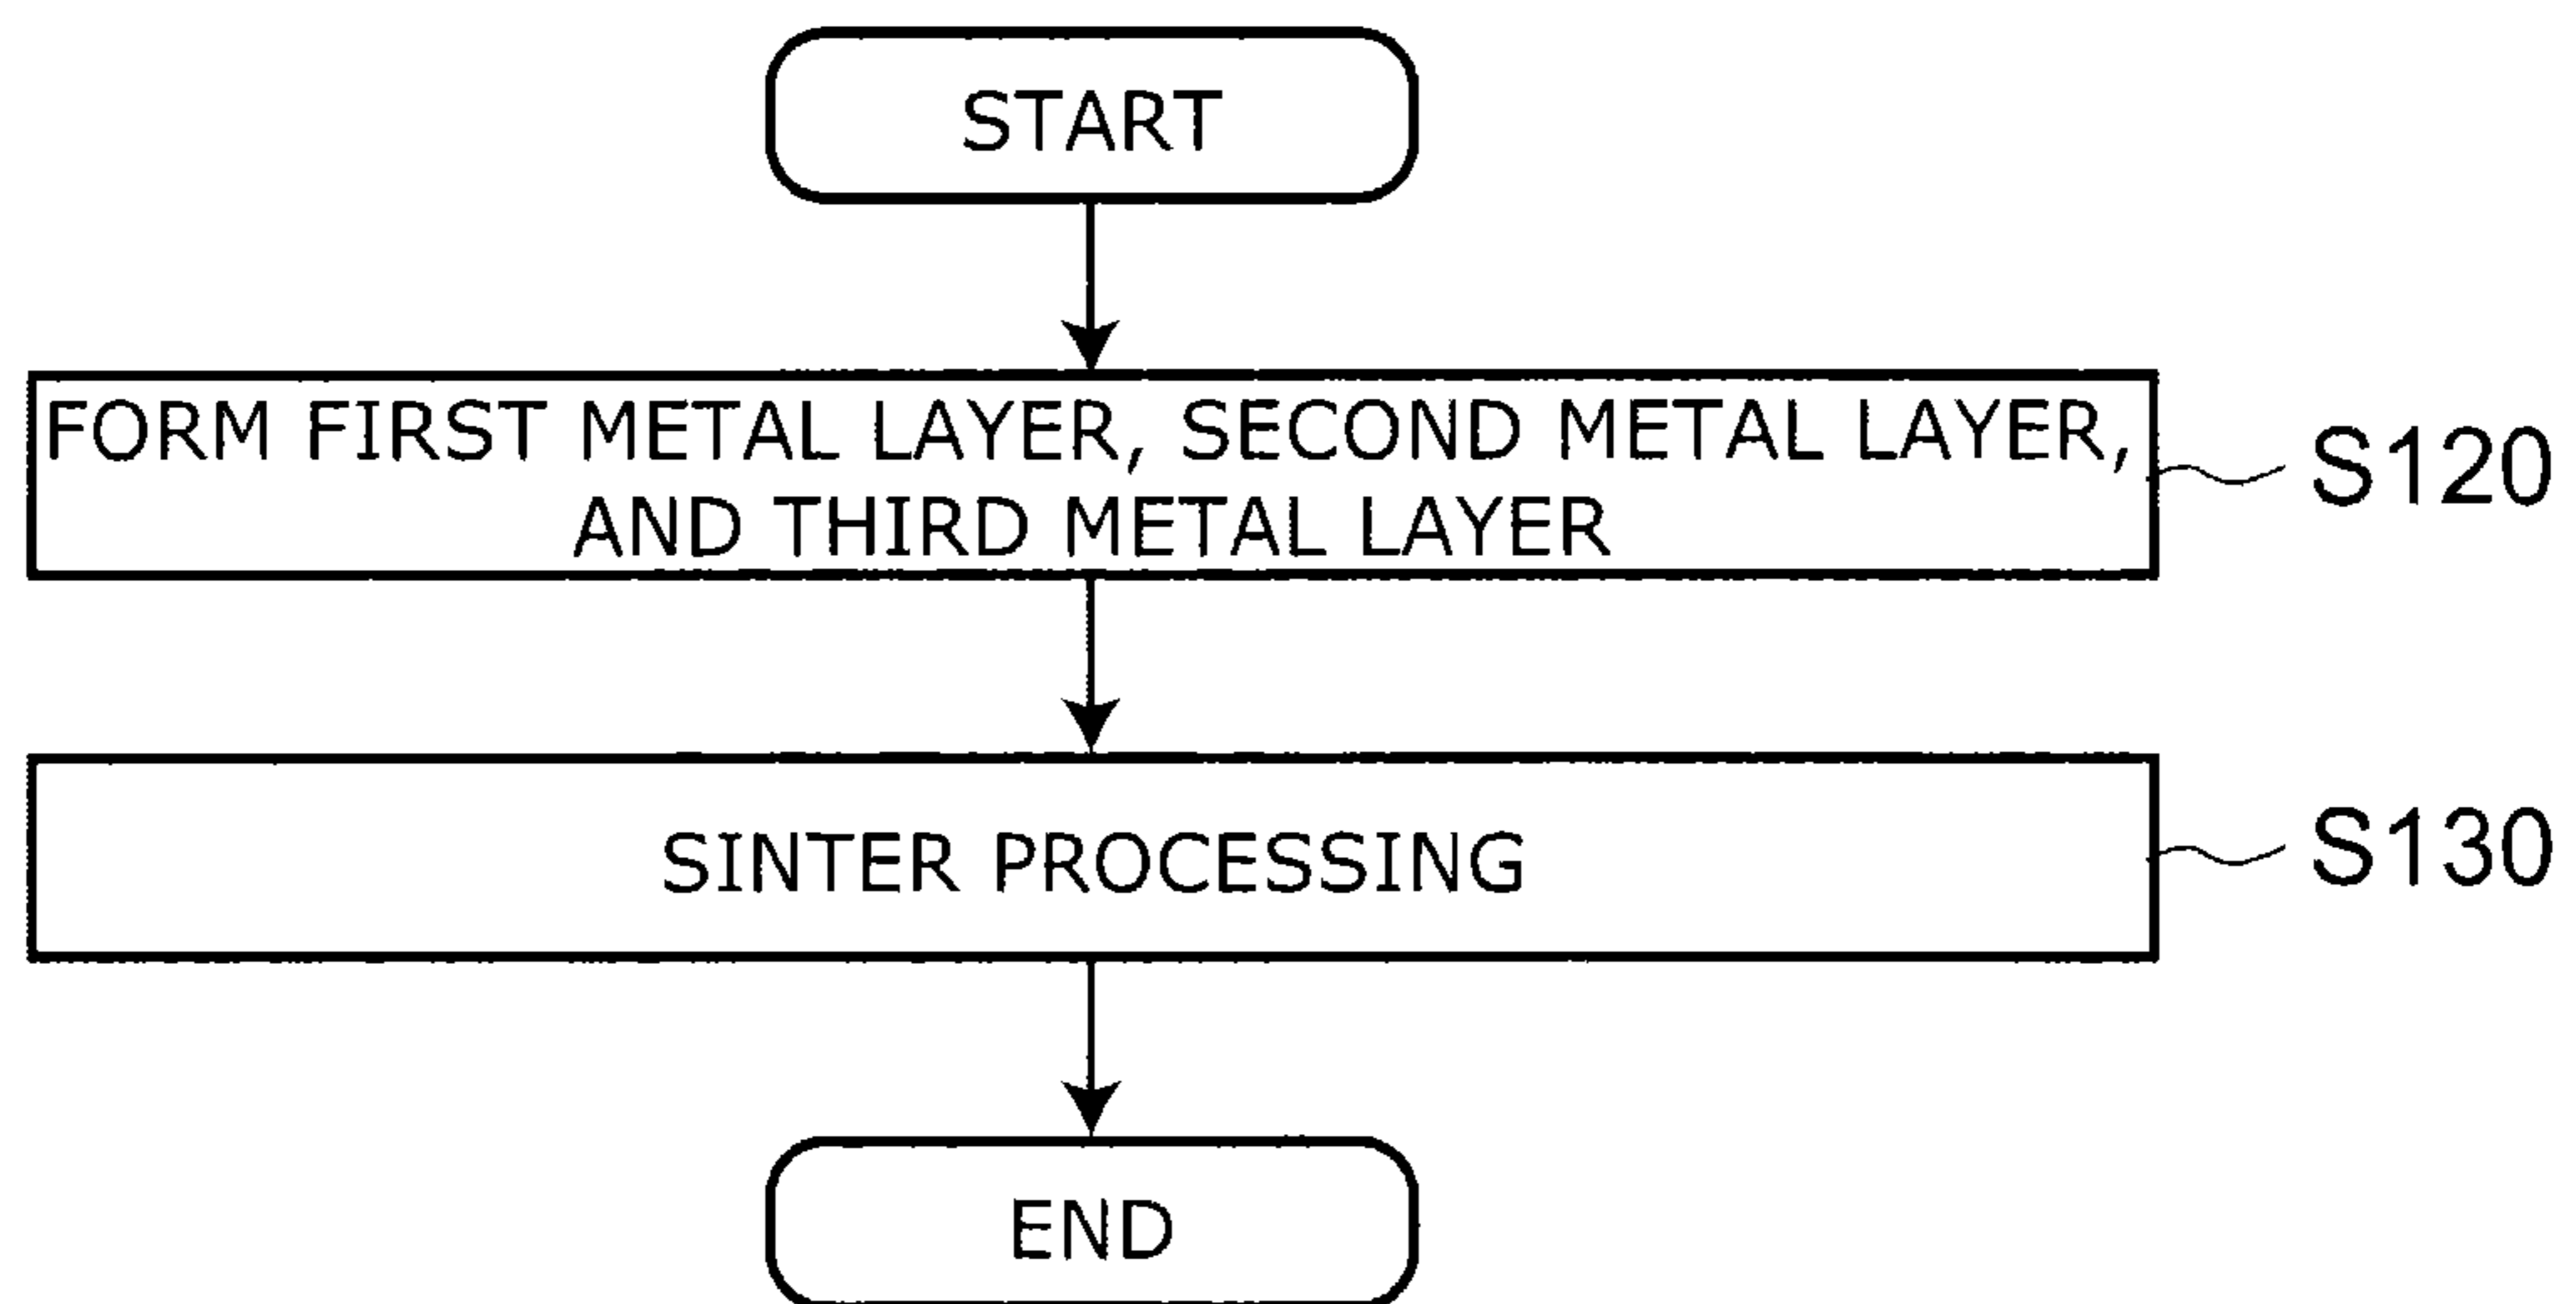 START
FORM FIRST METAL LAYER, SECOND METAL LAYER,
AND THIRD METAL LAYER
S120
SINTER PROCESSING
S130
END